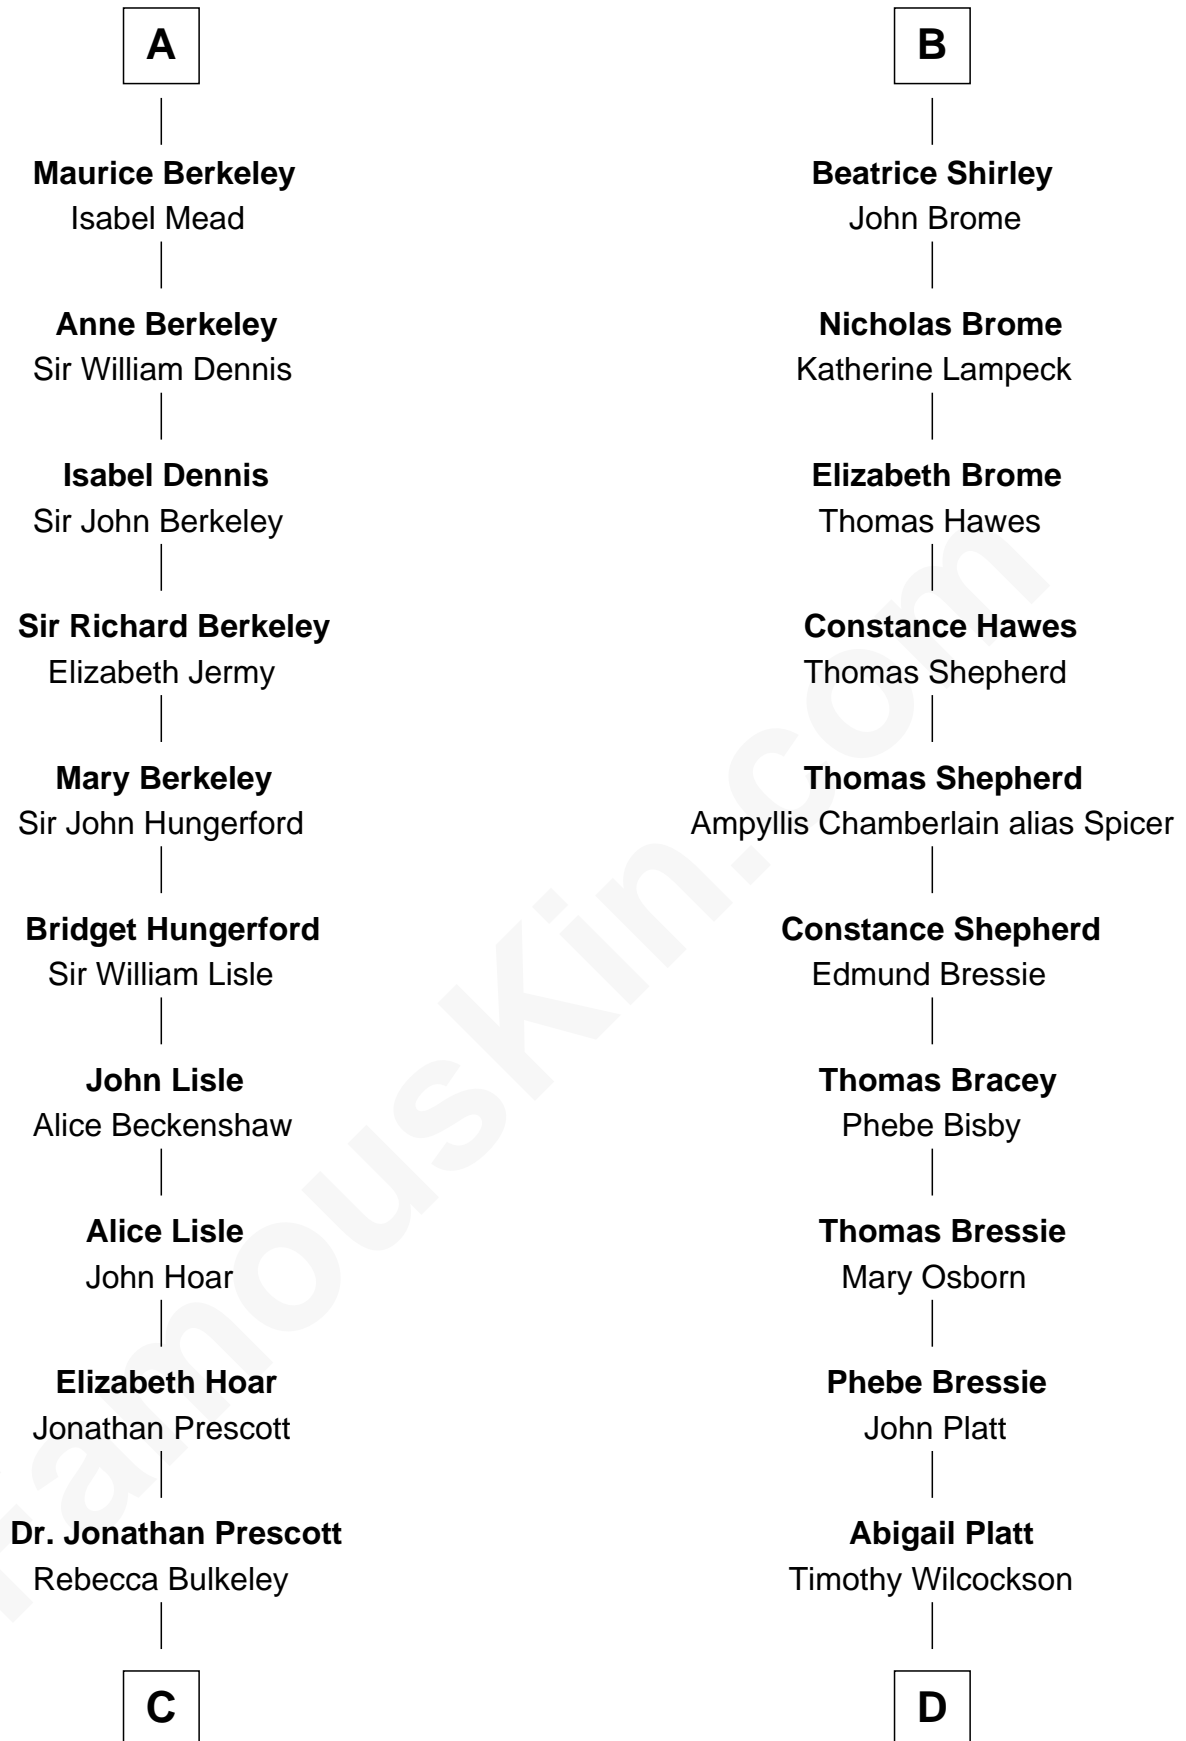 A
Maurice Berkeley
Isabel Mead
Anne Berkeley
Sir William Dennis
Isabel Dennis
Sir John Berkeley
Sir Richard Berkeley
Elizabeth Jermy
Mary Berkeley
Sir John Hungerford
Bridget Hungerford
Sir William Lisle
John Lisle
Alice Beckenshaw
Alice Lisle
John Hoar
Elizabeth Hoar
Jonathan Prescott
Dr. Jonathan Prescott
Rebecca Bulkeley
C
B
Beatrice Shirley
John Brome
Nicholas Brome
Katherine Lampeck
Elizabeth Brome
Thomas Hawes
Constance Hawes
Thomas Shepherd
Thomas Shepherd
Ampyllis Chamberlain alias Spicer
Constance Shepherd
Edmund Bressie
Thomas Bracey
Phebe Bisby
Thomas Bressie
Mary Osborn
Phebe Bressie
John Platt
Abigail Platt
Timothy Wilcockson
D
FamousKin.com